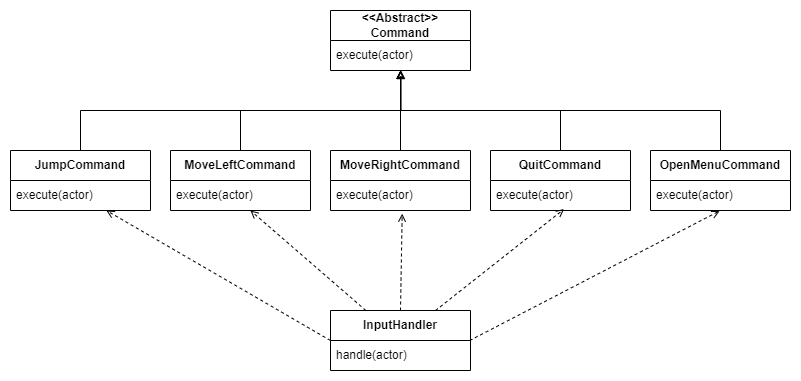 <<Abstract>>
Command
execute(actor)
JumpCommand
execute(actor)
MoveLeftCommand
execute(actor)
MoveRightCommand
execute(actor)
QuitCommand
execute(actor)
OpenMenuCommand
execute(actor)
InputHandler
handle(actor)